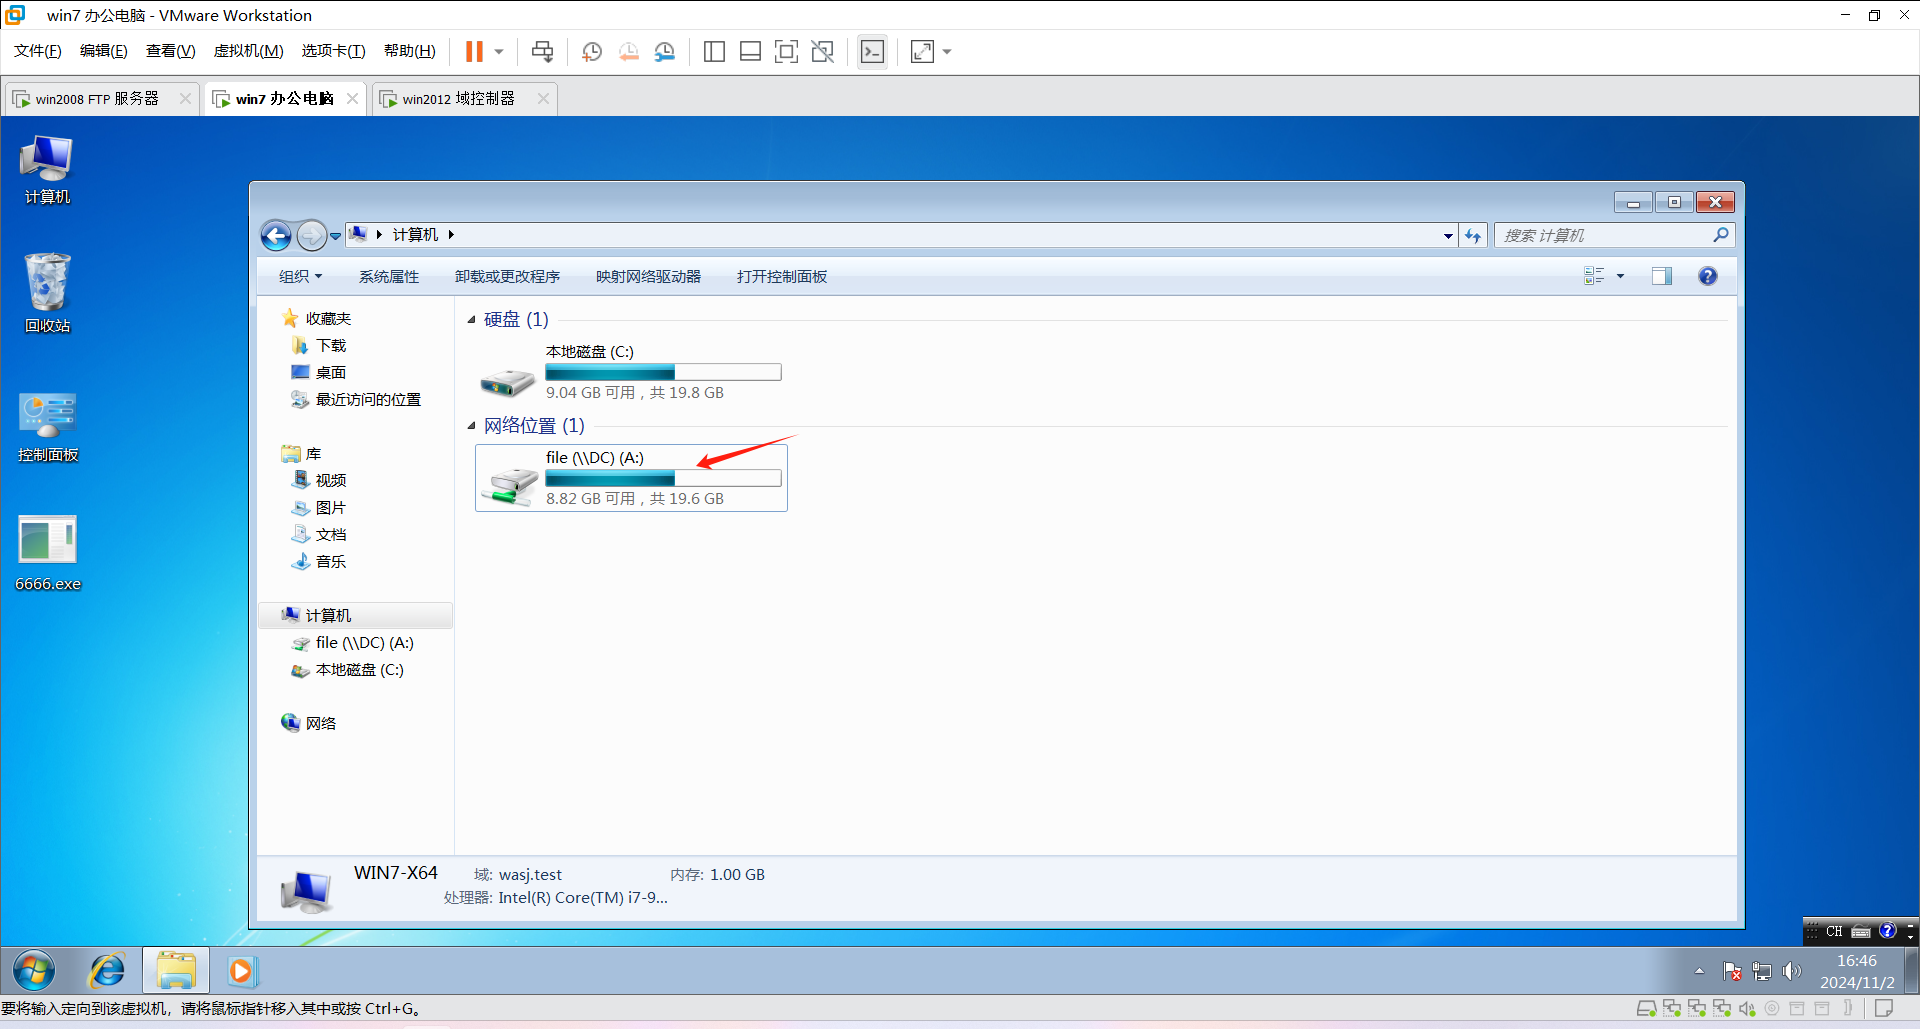 win7 办公电脑 - VMware Workstation
文件(F) 编辑(E) 查看(V) 虚拟机(M) 选项卡(T) 帮助(H)
win2008 FTP 服务器 win7 办公电脑 win2012 域控制器
计算机
回收站
控制面板
6666.exe
计算机
搜索 计算机
组织 系统属性 卸载或更改程序 映射网络驱动器 打开控制面板
收藏夹
下载
桌面
最近访问的位置
库
视频
图片
文档
音乐
计算机
file (\\DC) (A:)
本地磁盘 (C:)
网络
硬盘 (1)
本地磁盘 (C:)
9.04 GB 可用，共 19.8 GB
网络位置 (1)
file (\\DC) (A:)
8.82 GB 可用，共 19.6 GB
WIN7-X64 域: wasj.test 内存: 1.00 GB
处理器: Intel(R) Core(TM) i7-9...
CH
16:46
2024/11/2
要将输入定向到该虚拟机，请将鼠标指针移入其中或按 Ctrl+G。